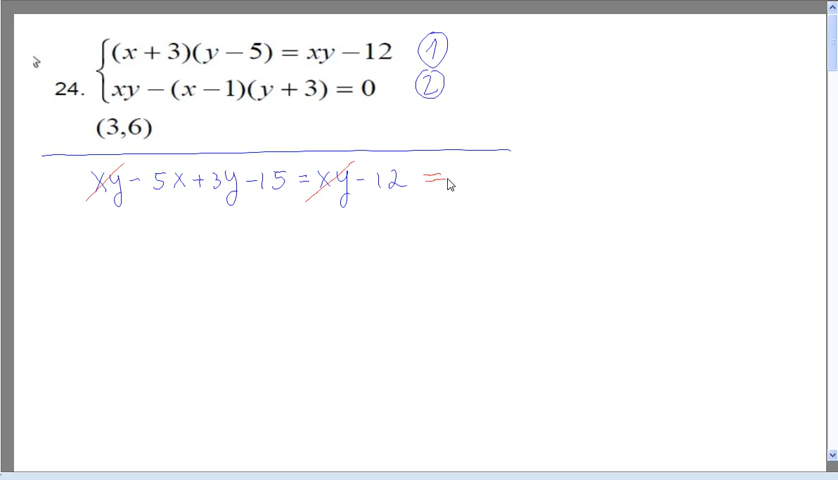 (x + 3)(y − 5) = xy − 12 ①
24. xy − (x − 1)(y + 3) = 0 ②
(3,6)
xy − 5x + 3y − 15 = xy − 12 =